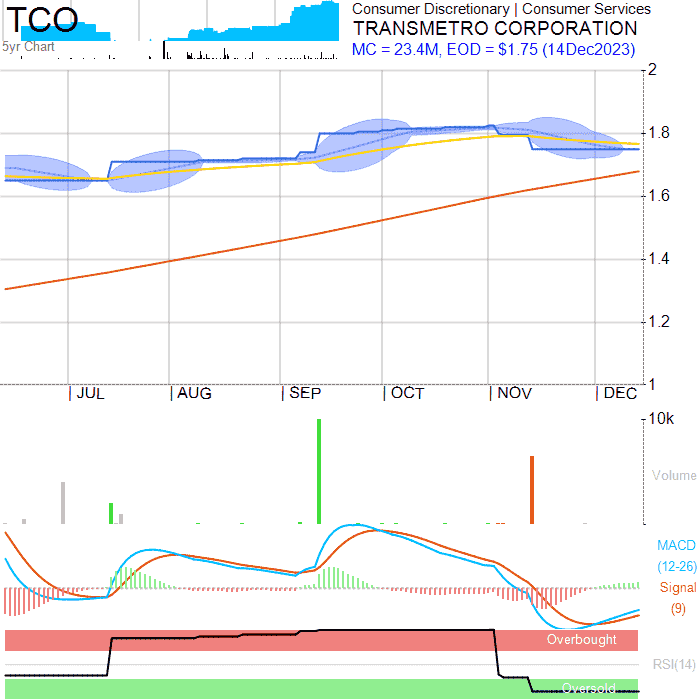 TCO
5yr Chart
Consumer Discretionary | Consumer Services
TRANSMETRO CORPORATION
MC = 23.4M, EOD = $1.75 (14Dec2023)
2
1.8
1.6
1.4
1.2
1
| JUL | AUG | SEP | OCT | NOV | DEC
10k
Volume
MACD
(12-26)
Signal
(9)
Overbought
RSI(14)
Oversold